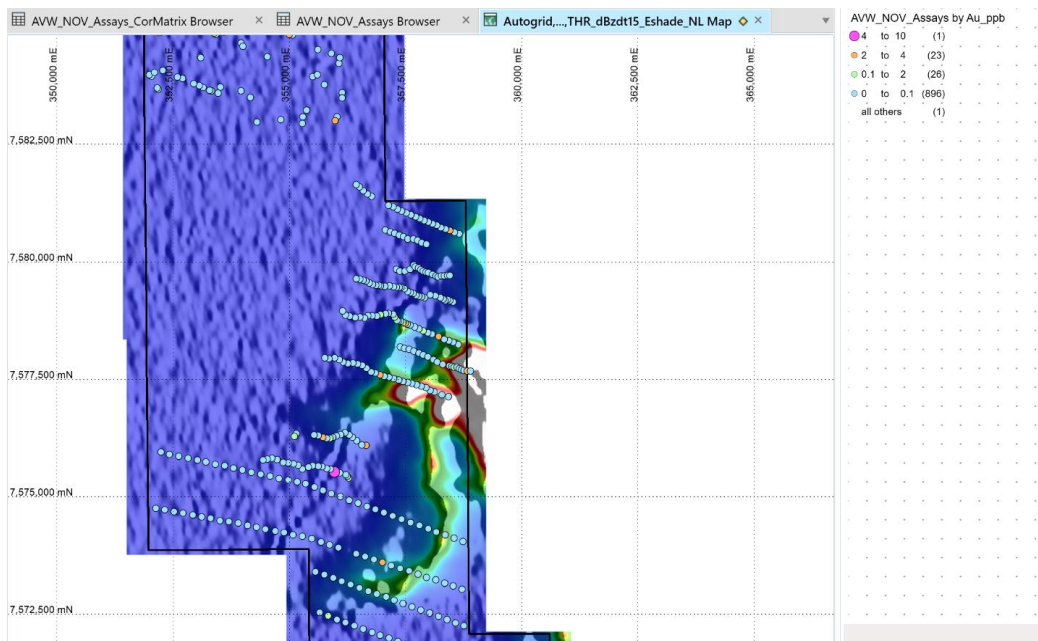 AVW_NOV_Assays_CorMatrix Browser ×
AVW_NOV_Assays Browser ×
Autogrid,...,THR_dBzdt15_Eshade_NL Map ×
AVW_NOV_Assays by Au_ppb
4 to 10 (1)
2 to 4 (23)
0.1 to 2 (26)
0 to 0.1 (896)
all others (1)
350,000 mE
352,500 mE
355,000 mE
357,500 mE
360,000 mE
362,500 mE
365,000 mE
7,582,500 mN
7,580,000 mN
7,577,500 mN
7,575,000 mN
7,572,500 mN